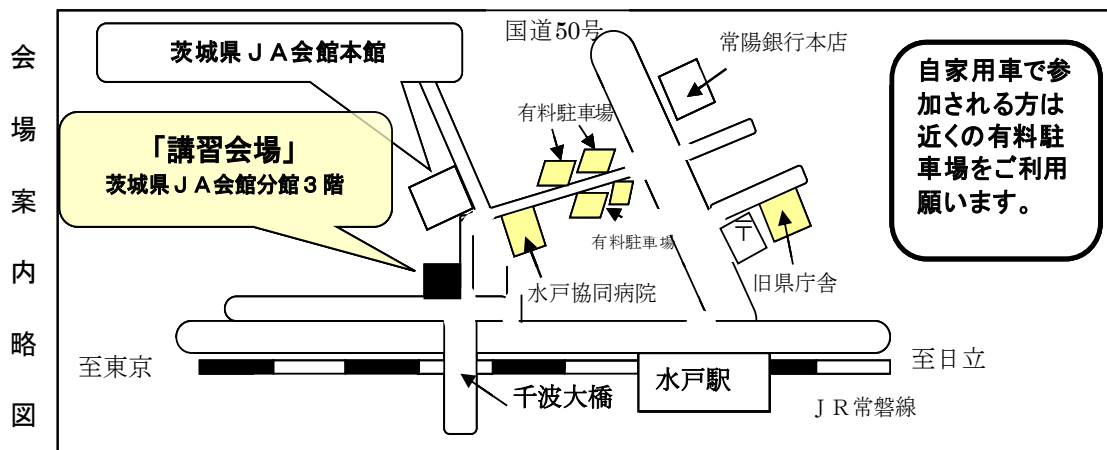 会場案内略図
国道50号
茨城県ＪＡ会館本館
常陽銀行本店
自家用車で参
加される方は
近くの有料駐
車場をご利用
願います。
有料駐車場
「講習会場」
茨城県ＪＡ会館分館３階
〒
有料駐車場
旧県庁舎
水戸協同病院
至東京
水戸駅
至日立
千波大橋
ＪＲ常磐線